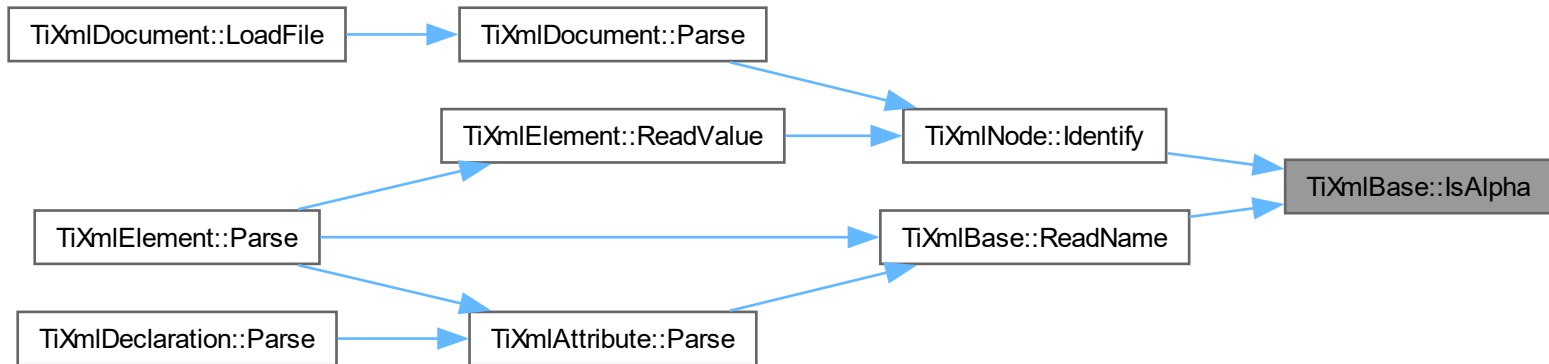 TiXmlDocument::LoadFile
TiXmlDocument::Parse
TiXmlElement::ReadValue
TiXmlNode::Identify
TiXmlBase::IsAlpha
TiXmlElement::Parse
TiXmlBase::ReadName
TiXmlDeclaration::Parse
TiXmlAttribute::Parse